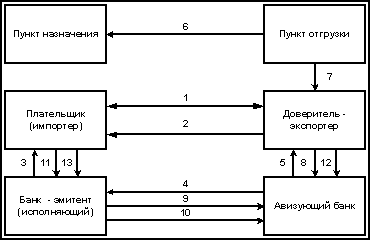 6
Пункт назначения
Пункт отгрузки
7
1
Плательщик
(импортер)
Доверитель -
экспортер
2
3
11
13
5
8
12
4
Банк - эмитент
(исполняющий)
9
Авизующий банк
10